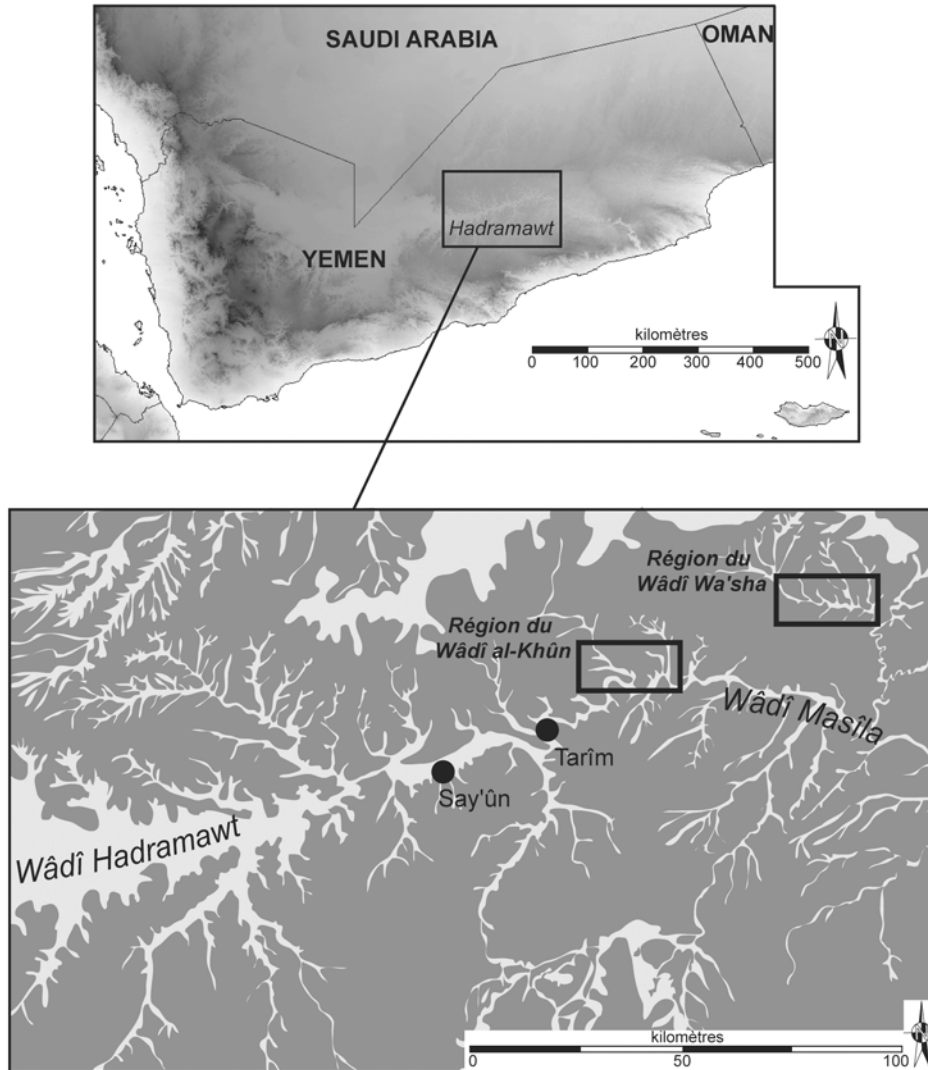 SAUDI ARABIA
OMAN
Hadramawt
YEMEN
kilomètres
0 100 200 300 400 500
Région du
Wâdî Wa'sha
Région du
Wâdî al-Khûn
Wâdî Masîla
Tarîm
Say'ûn
Wâdî Hadramawt
kilomètres
0 50 100